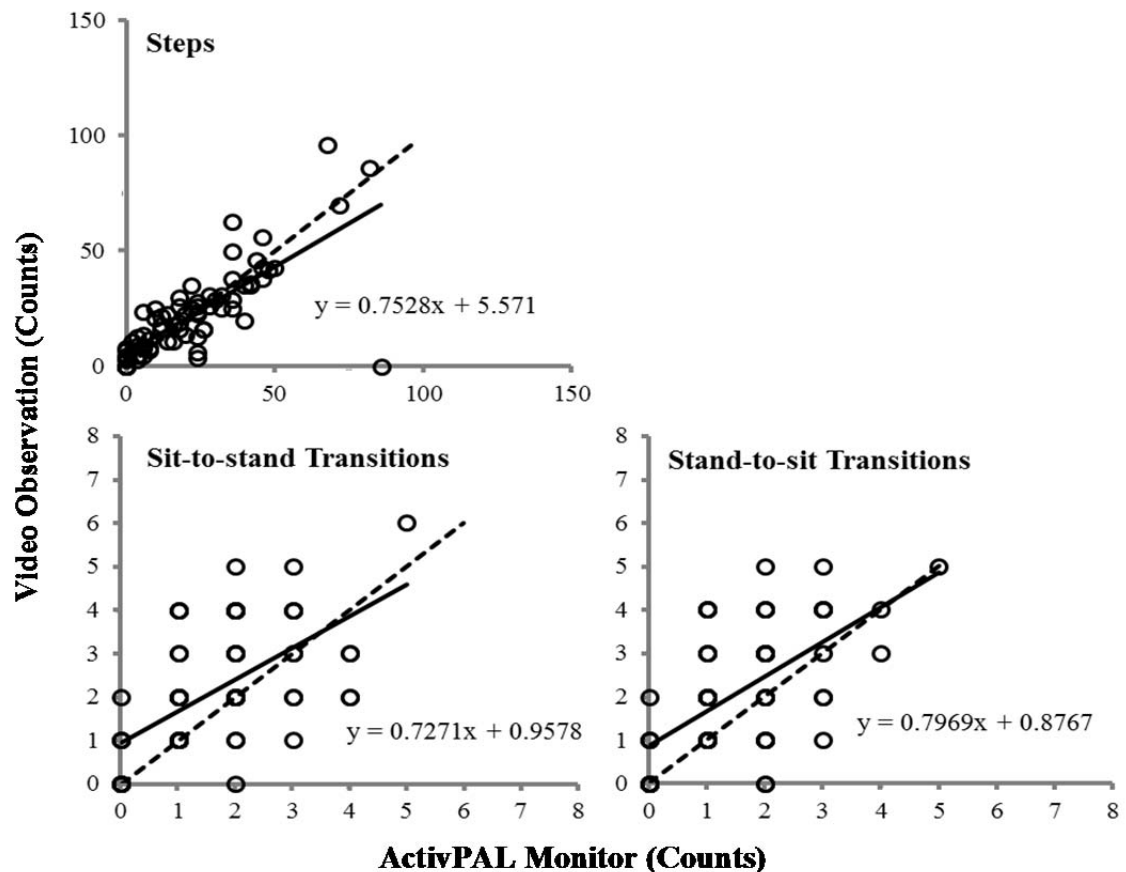 150
Steps
100
50
y = 0.7528x + 5.571
0
0 50 100 150
Video Observation (Counts)
8
Sit-to-stand Transitions
7
6
5
4
3
2
y = 0.7271x + 0.9578
1
0
0 1 2 3 4 5 6 7 8
8
Stand-to-sit Transitions
7
6
5
4
3
2
y = 0.7969x + 0.8767
1
0
0 1 2 3 4 5 6 7 8
ActivPAL Monitor (Counts)